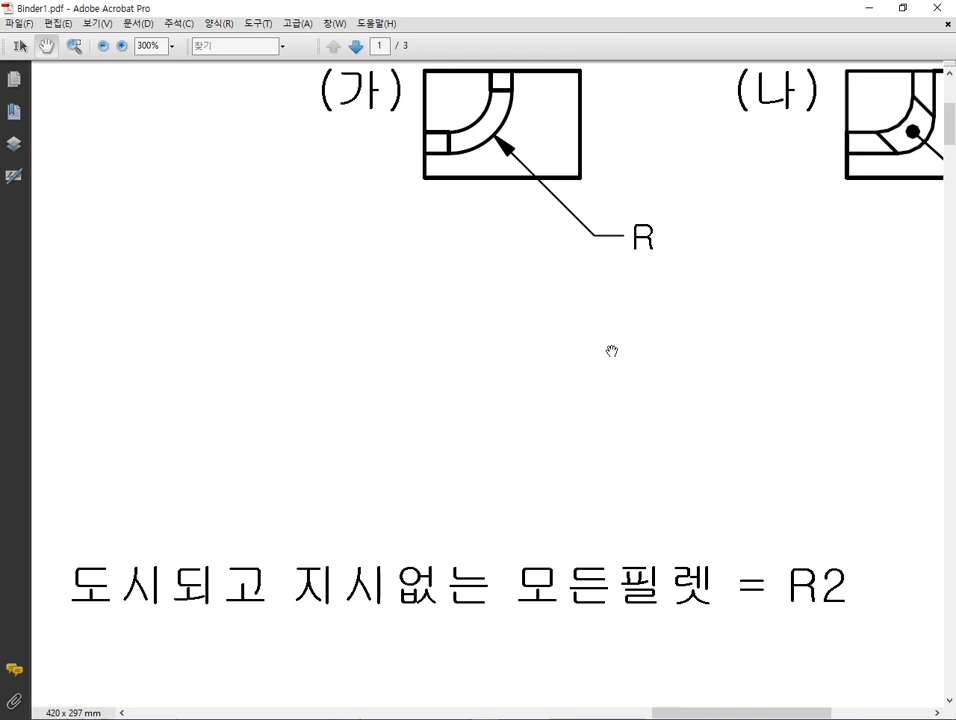 Binder1.pdf - Adobe Acrobat Pro
파일(F) 편집(E) 보기(V) 문서(D) 주석(C) 양식(R) 도구(T) 고급(A) 창(W) 도움말(H)
300% 찾기 1 / 3
(가) (나)
R
도시되고 지시없는 모든필렛 = R2
420 x 297 mm